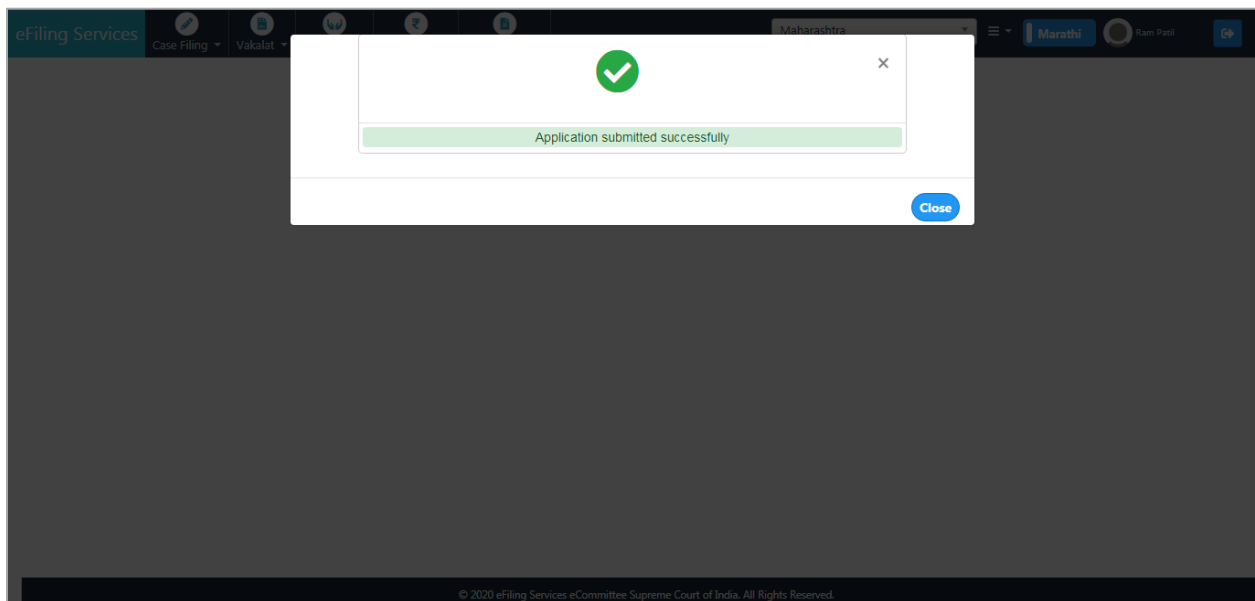 eFiling Services
Case Filing
Vakalat
Maharashtra
Marathi
Ram Patil
Application submitted successfully
Close
© 2020 eFiling Services eCommittee Supreme Court of India. All Rights Reserved.